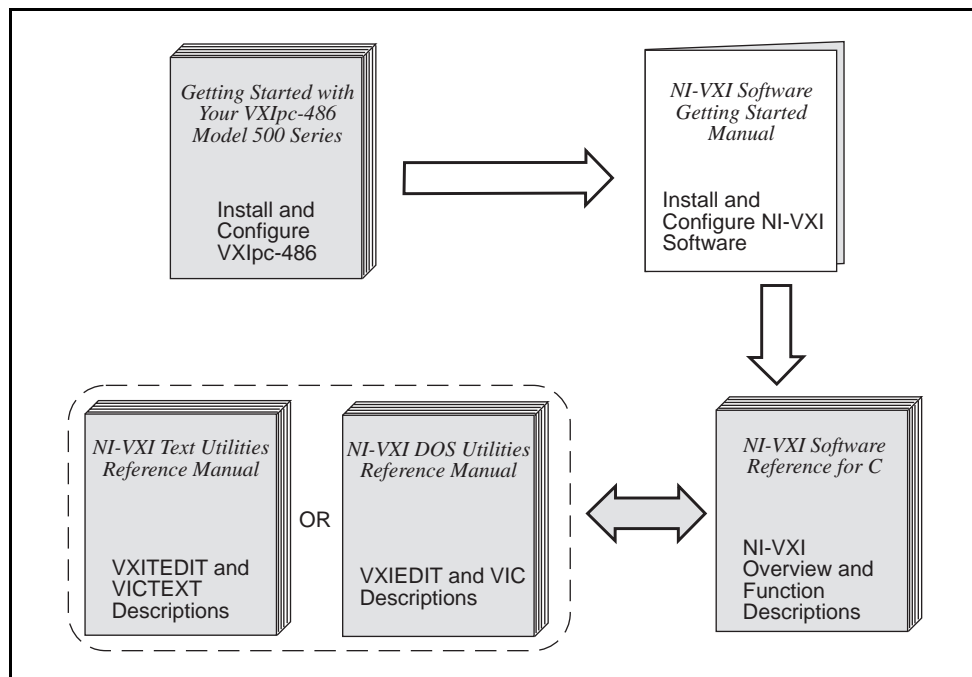 Getting Started with
Your VXIpc-486
Model 500 Series
Install and
Configure
VXIpc-486
NI-VXI Software
Getting Started
Manual
Install and
Configure NI-VXI
Software
NI-VXI Text Utilities
Reference Manual
VXITEDIT and
VICTEXT
Descriptions
OR
NI-VXI DOS Utilities
Reference Manual
VXIEDIT and VIC
Descriptions
NI-VXI Software
Reference for C
NI-VXI
Overview and
Function
Descriptions